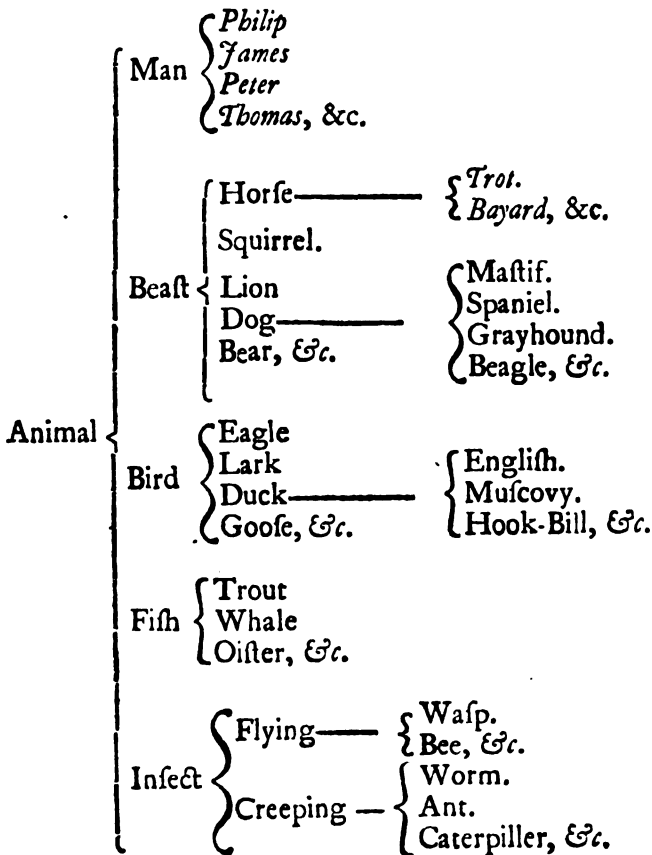 Philip
James
Man
Peter
Thomas, &c.
Horſe
Trot.
Bayard, &c.
Squirrel.
Beaſt
Lion
Dog
Bear, &c.
Maſtif.
Spaniel.
Grayhound.
Beagle, &c.
Animal
Eagle
Lark
Bird
Duck
Gooſe, &c.
Engliſh.
Muſcovy.
Hook-Bill, &c.
Trout
Fiſh
Whale
Oiſter, &c.
Flying
Waſp.
Bee, &c.
Inſect
Creeping
Worm.
Ant.
Caterpiller, &c.